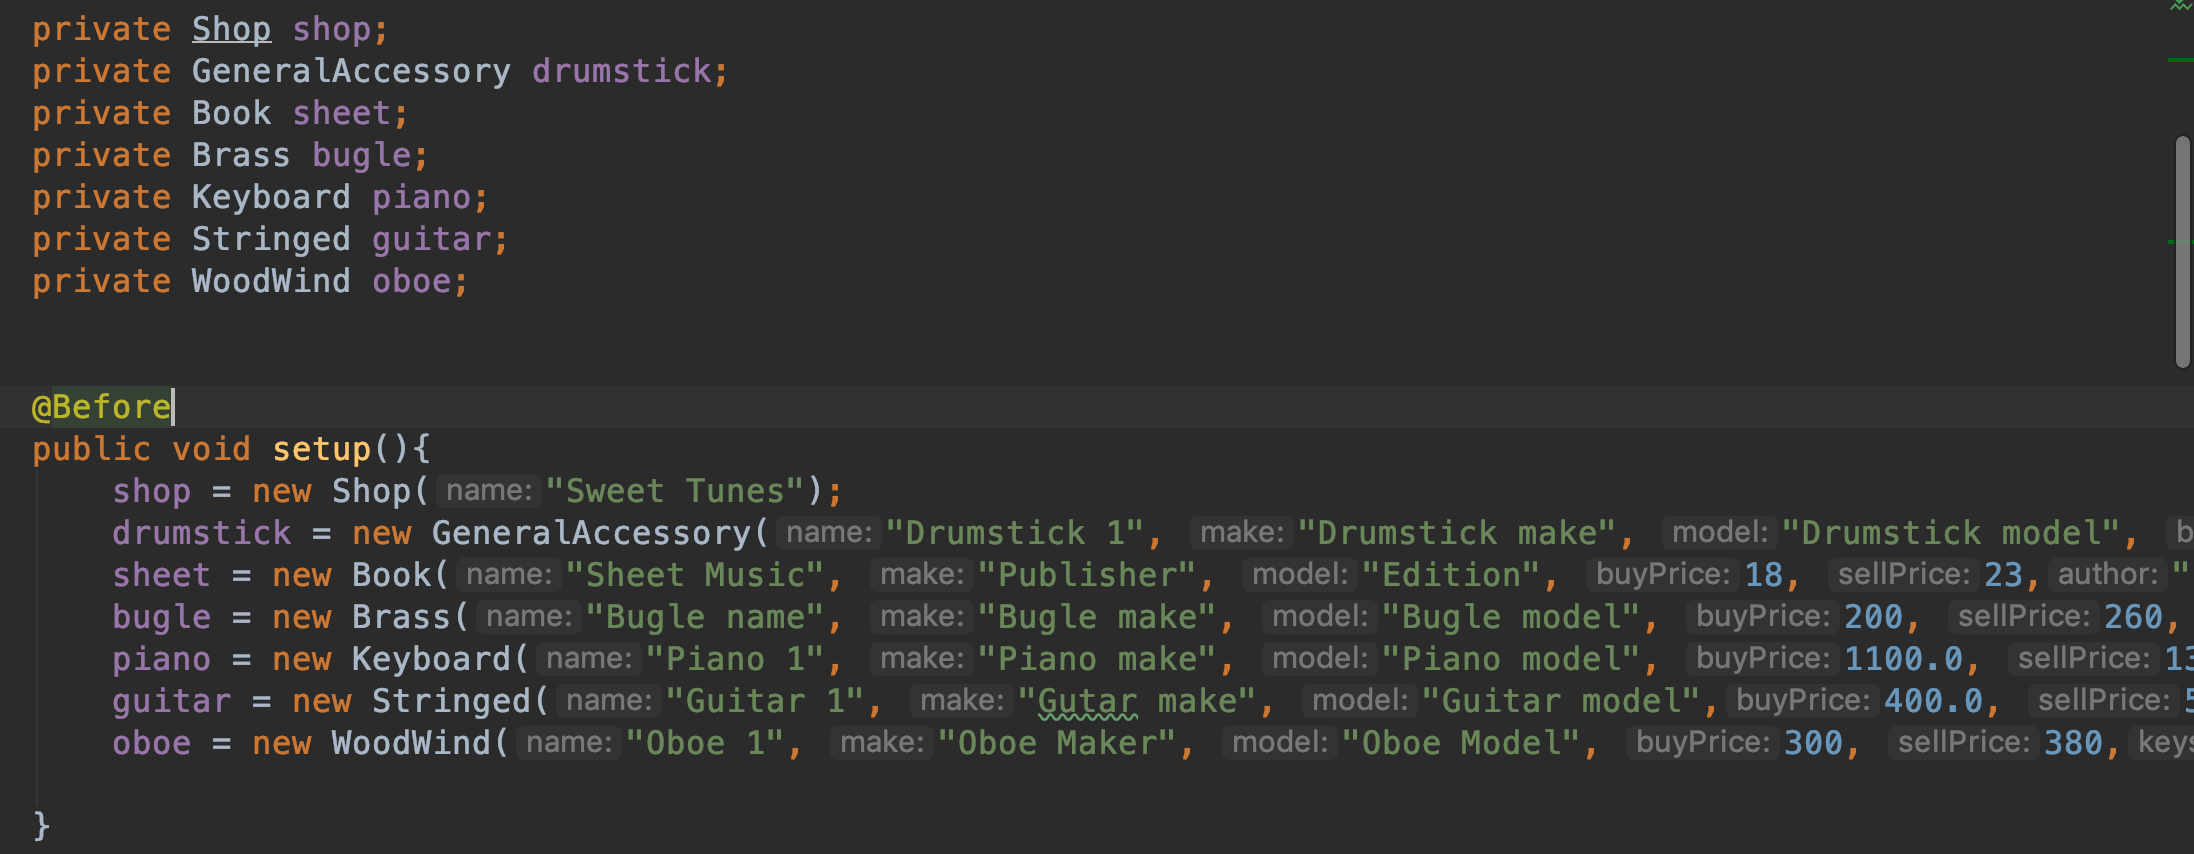 private Shop shop;
private GeneralAccessory drumstick;
private Book sheet;
private Brass bugle;
private Keyboard piano;
private Stringed guitar;
private WoodWind oboe;
@Before
public void setup(){
shop = new Shop( name: "Sweet Tunes");
drumstick = new GeneralAccessory( name: "Drumstick 1", make: "Drumstick make", model: "Drumstick model",
sheet = new Book( name: "Sheet Music", make: "Publisher", model: "Edition", buyPrice: 18, sellPrice: 23, author: "
bugle = new Brass( name: "Bugle name", make: "Bugle make", model: "Bugle model", buyPrice: 200, sellPrice: 260,
piano = new Keyboard( name: "Piano 1", make: "Piano make", model: "Piano model", buyPrice: 1100.0, sellPrice:
guitar = new Stringed( name: "Guitar 1", make: "Gutar make", model: "Guitar model", buyPrice: 400.0, sellPrice:
oboe = new WoodWind( name: "Oboe 1", make: "Oboe Maker", model: "Oboe Model", buyPrice: 300, sellPrice: 380,
}